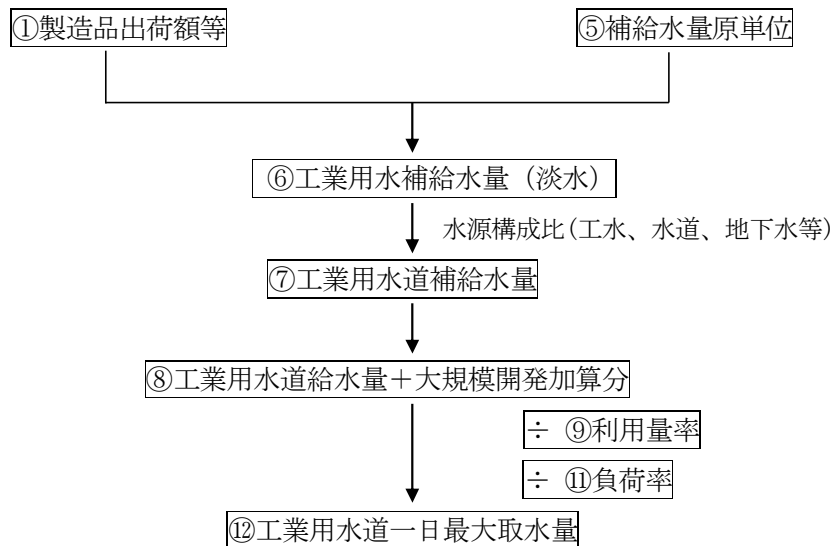 ①製造品出荷額等
⑤補給水量原単位
⑥工業用水補給水量（淡水）
水源構成比(工水、水道、地下水等)
⑦工業用水道補給水量
⑧工業用水道給水量＋大規模開発加算分
÷ ⑨利用量率
÷ ⑪負荷率
⑫工業用水道一日最大取水量